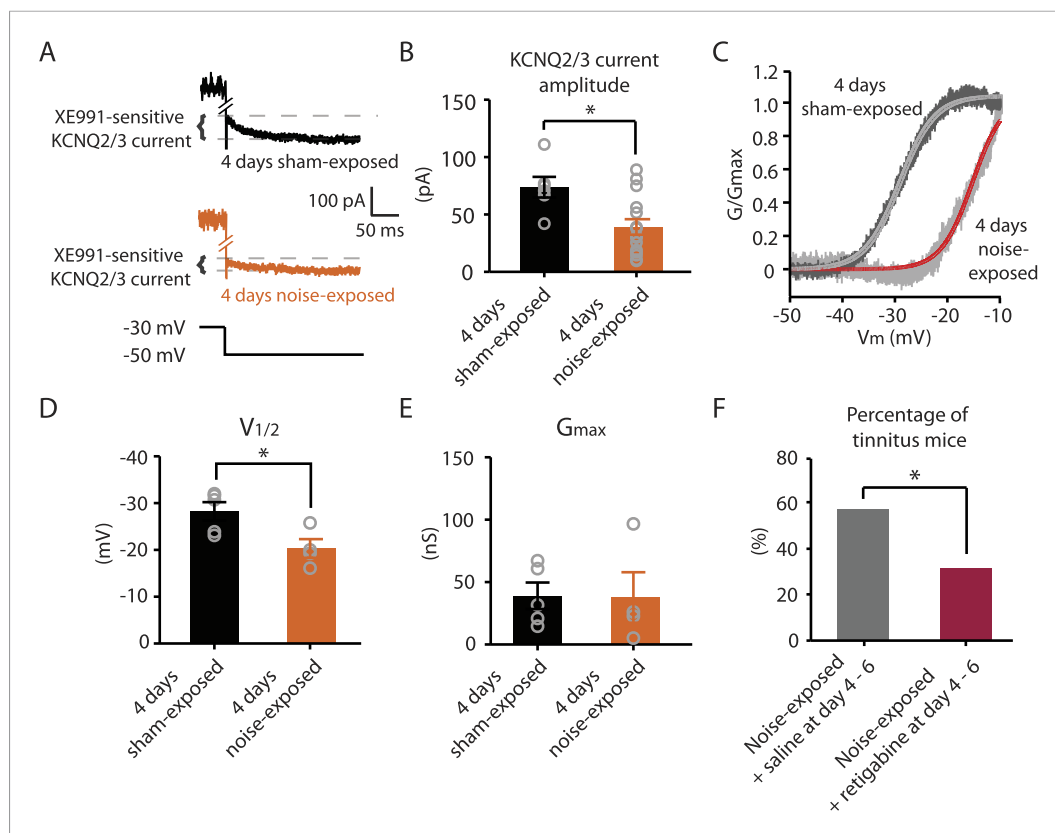 A
XE991-sensitive
KCNQ2/3 current
4 days sham-exposed
100 pA
50 ms
XE991-sensitive
KCNQ2/3 current
4 days noise-exposed
-30 mV
-50 mV
B
KCNQ2/3 current
amplitude
150
100
50
0
(pA)
*
4 days
sham-exposed
4 days
noise-exposed
C
1.2
1.0
0.8
0.6
0.4
0.2
0
G/Gmax
4 days
sham-exposed
4 days
noise-
exposed
-50
-40
-30
-20
-10
Vm (mV)
D
V1/2
-40
-30
-20
-10
0
(mV)
*
4 days
sham-exposed
4 days
noise-exposed
E
Gmax
150
100
50
0
(nS)
4 days
sham-exposed
4 days
noise-exposed
F
Percentage of
tinnitus mice
80
60
40
20
0
(%)
*
Noise-exposed
+ saline at day 4 - 6
Noise-exposed
+ retigabine at day 4 - 6